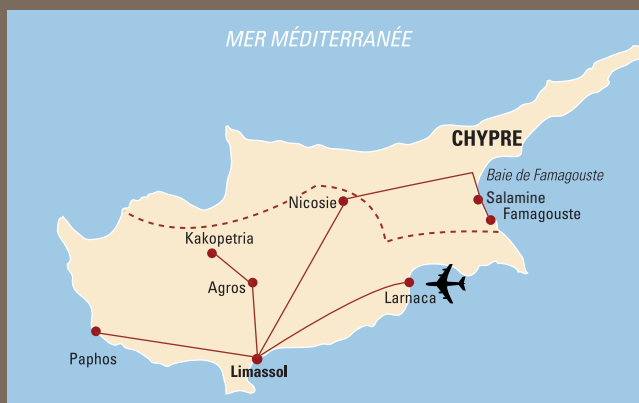 MER MÉDITERRANÉE
CHYPRE
Baie de Famagouste
Salamine
Nicosie
Famagouste
Kakopetria
Agros
Larnaca
Paphos
Limassol